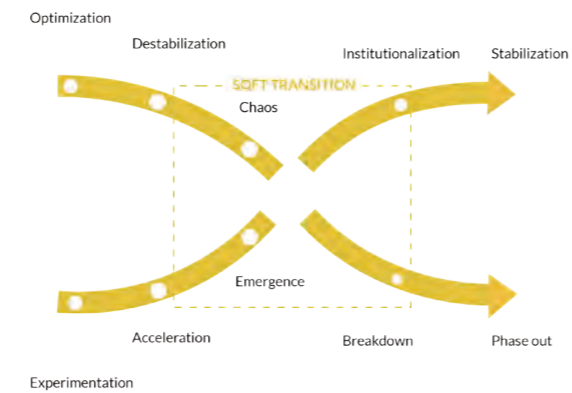 Optimization
Destabilization
Institutionalization
Stabilization
SOFT TRANSITION
Chaos
Emergence
Acceleration
Breakdown
Phase out
Experimentation